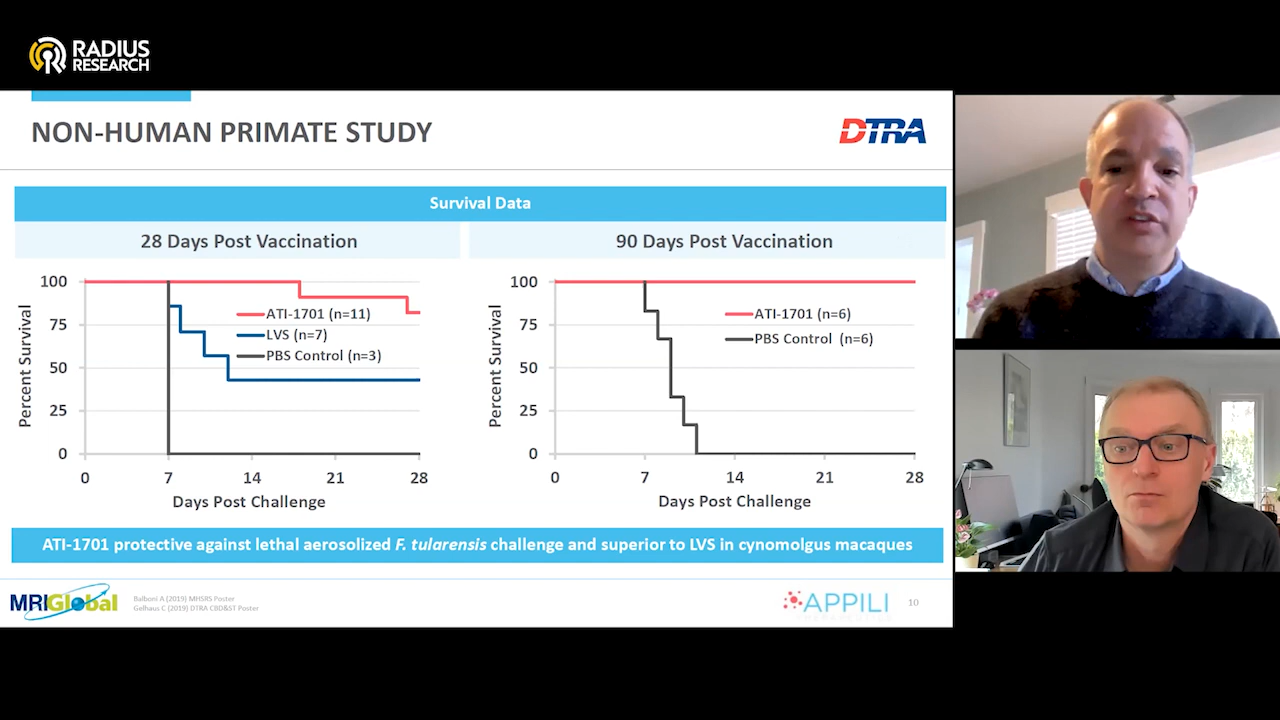 RADIUS
RESEARCH
NON-HUMAN PRIMATE STUDY
DTRA
Survival Data
28 Days Post Vaccination
90 Days Post Vaccination
Percent Survival
100
75
50
25
0
ATI-1701 (n=11)
LVS (n=7)
PBS Control (n=3)
0 7 14 21 28
Days Post Challenge
Percent Survival
100
75
50
25
0
ATI-1701 (n=6)
PBS Control (n=6)
0 7 14 21 28
Days Post Challenge
ATI-1701 protective against lethal aerosolized F. tularensis challenge and superior to LVS in cynomolgus macaques
MRIGlobal
Balboni A (2019) MHSRS Poster
Gelhaus C (2019) DTRA CBD&ST Poster
APPILI
10